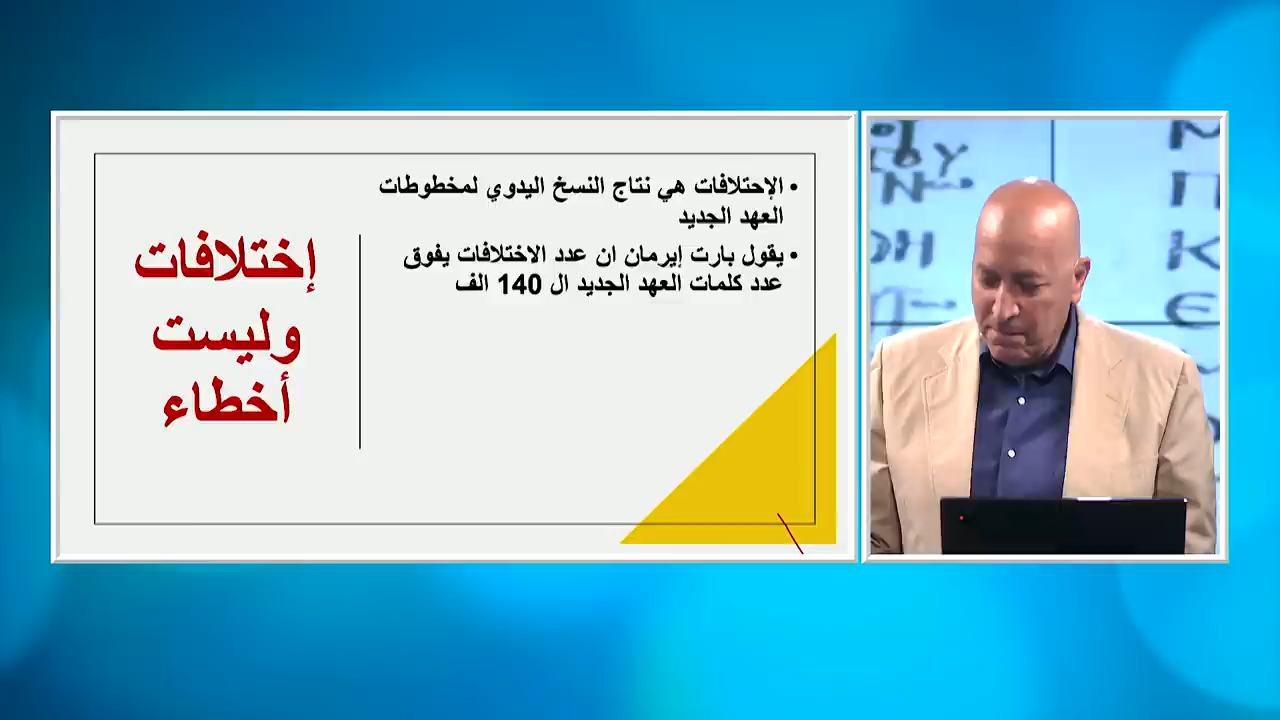 إختلافات
وليست
أخطاء
• الإحتلافات هي نتاج النسخ اليدوي لمخطوطات
العهد الجديد
• يقول بارت إيرمان ان عدد الاختلافات يفوق
عدد كلمات العهد الجديد ال 140 الف